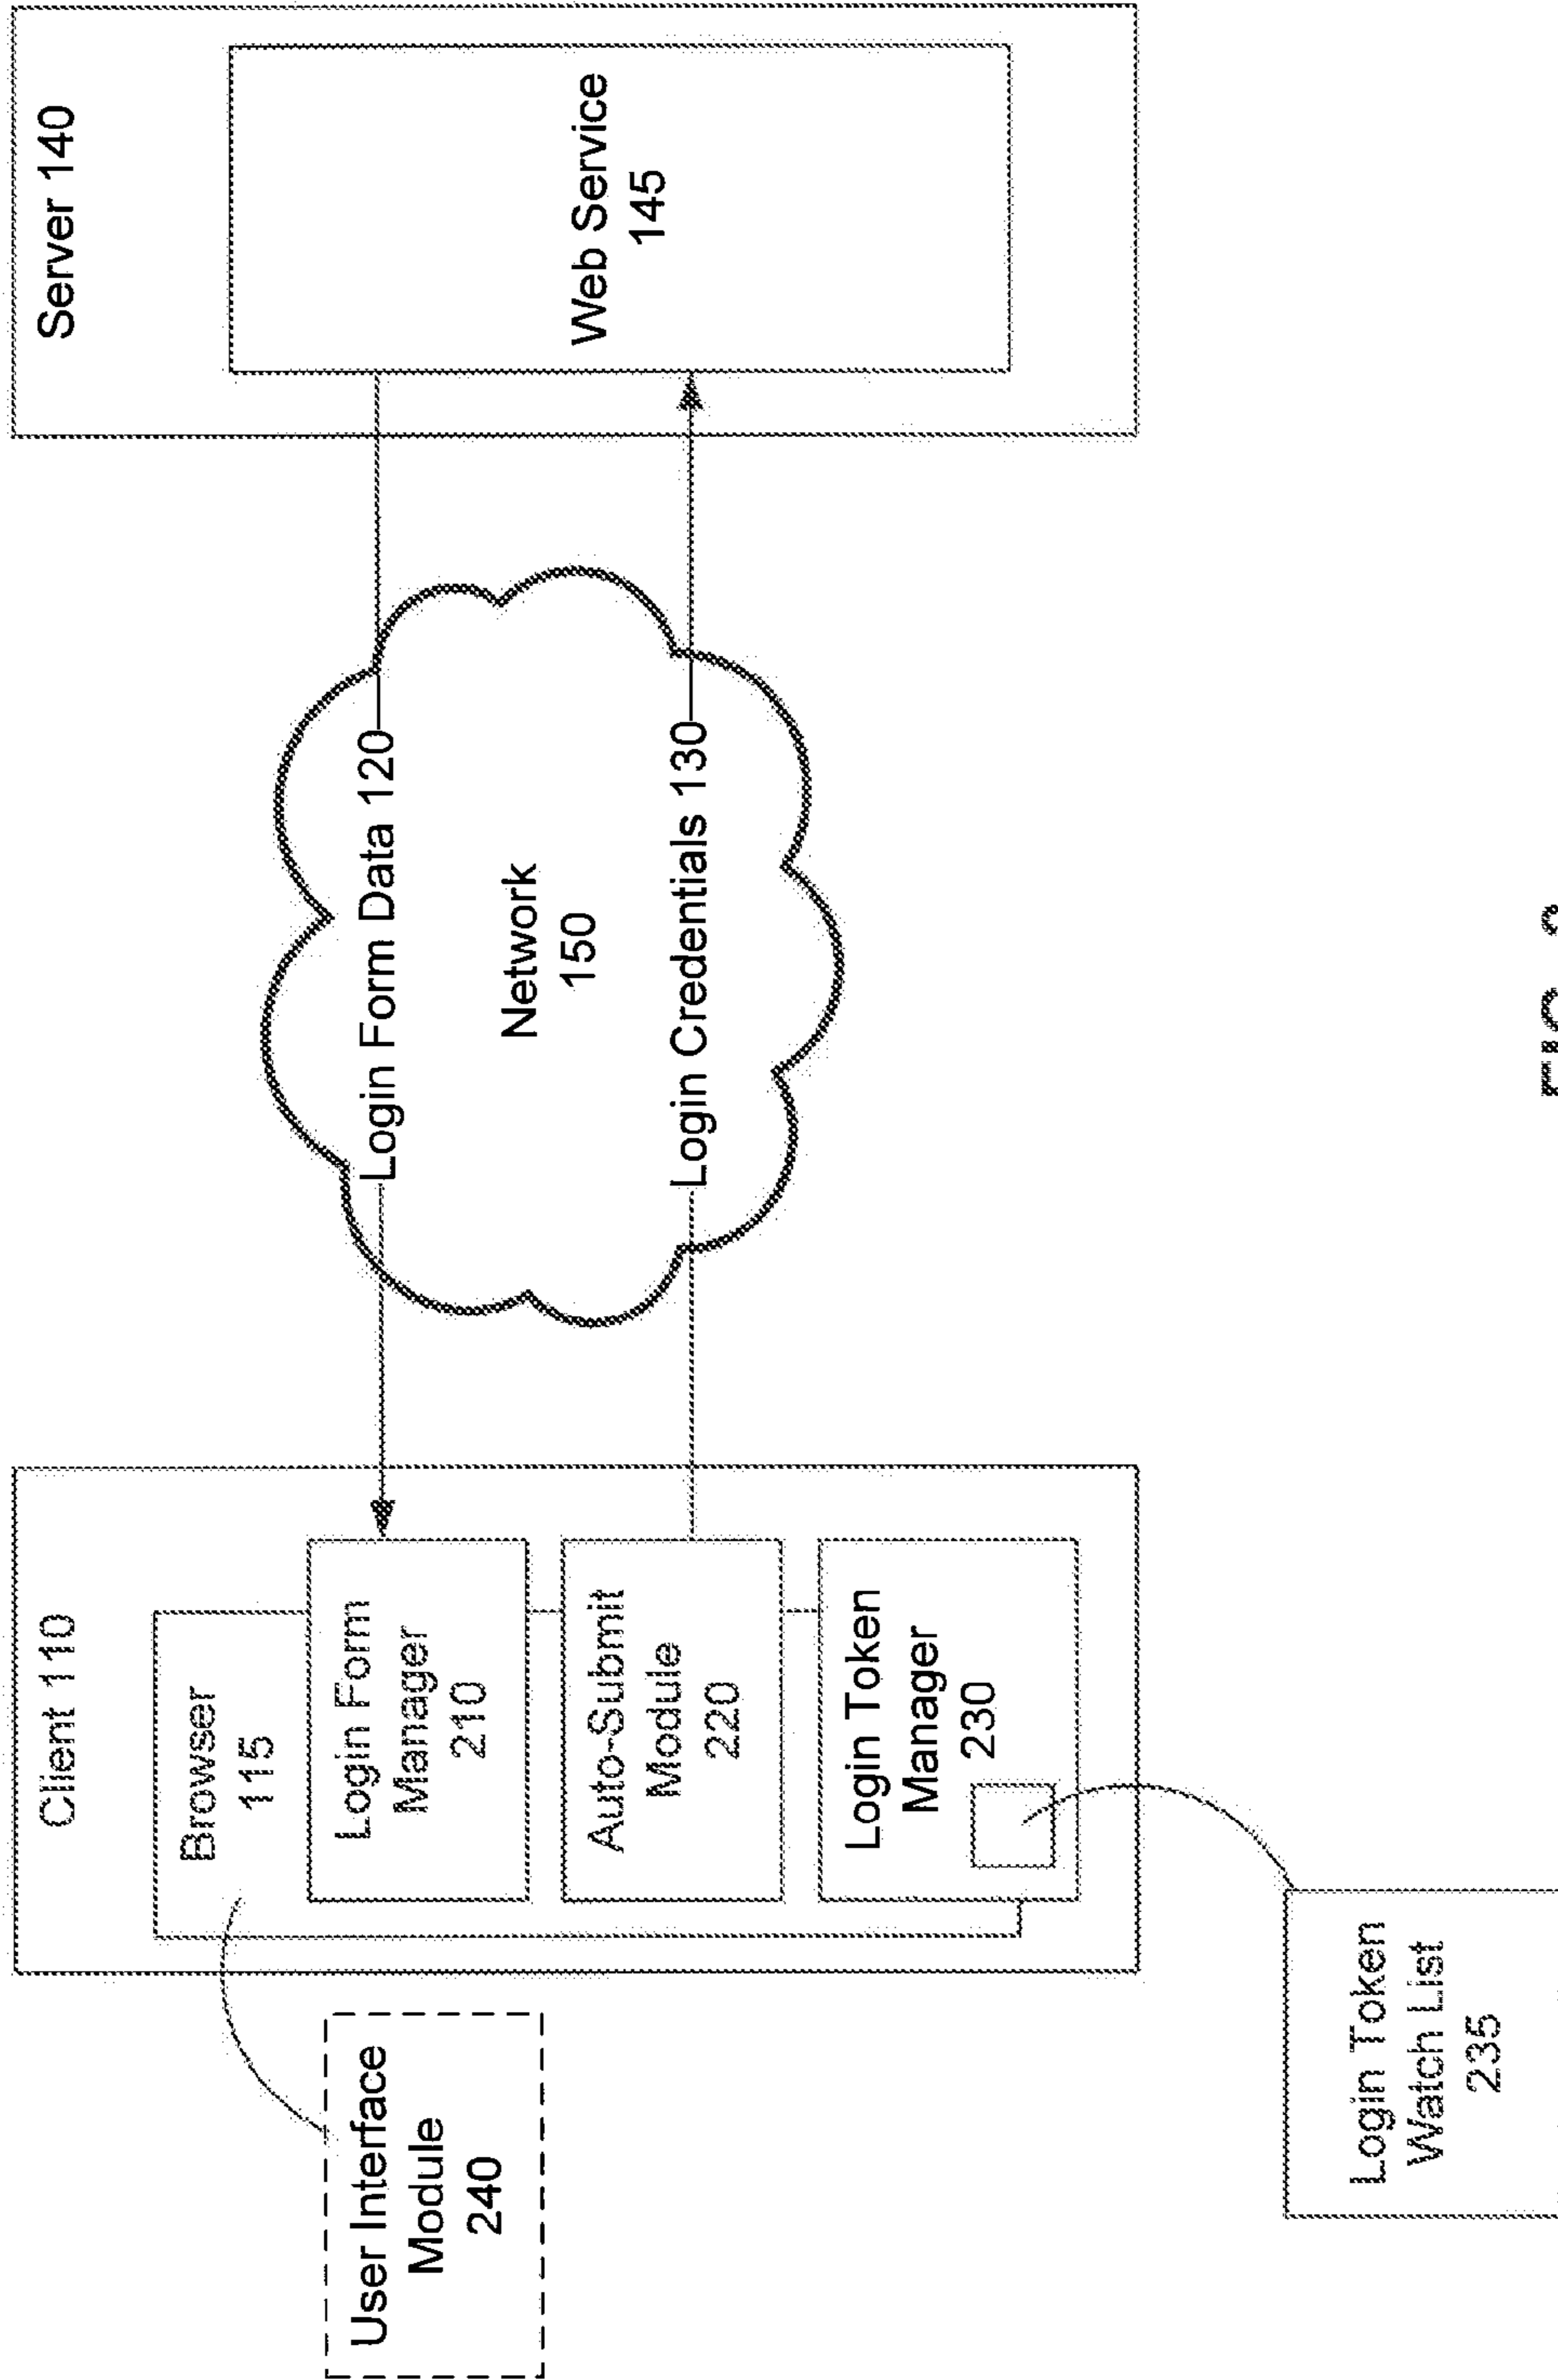 Client 110
Browser
115
Login Form
Manager
210
Auto-Submit
Module
220
Login Token
Manager
230
User Interface
Module
240
Login Token
Watch List
235
Login Form Data 120
Network
150
Login Credentials 130
Server 140
Web Service
145